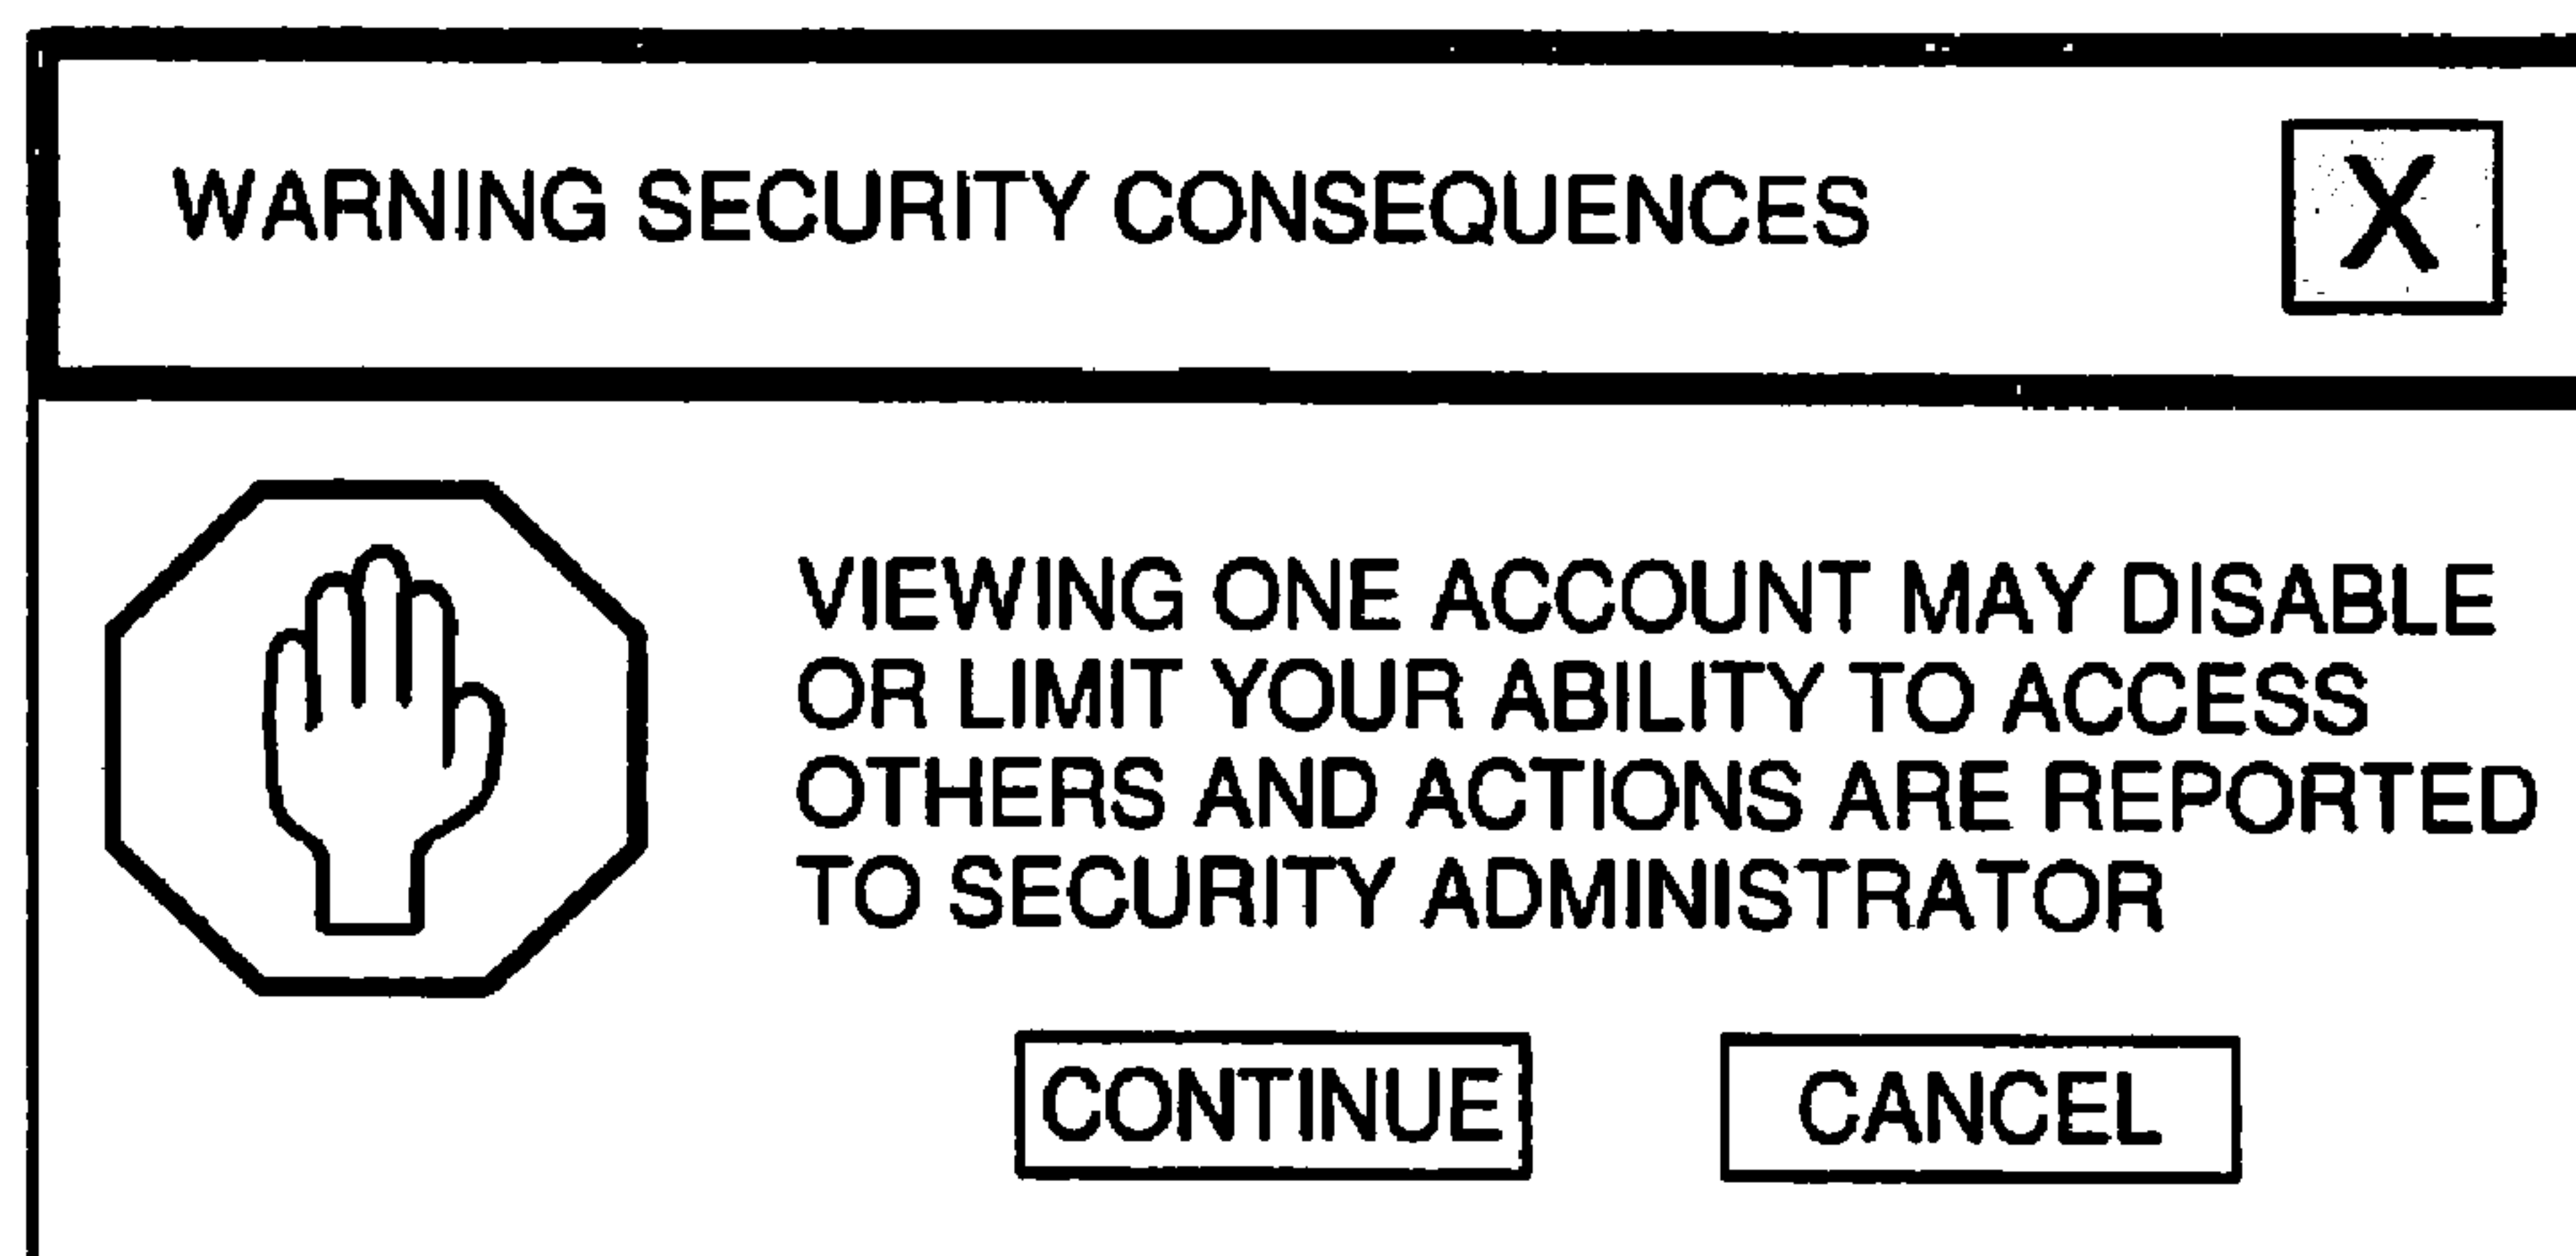 WARNING SECURITY CONSEQUENCES
X
VIEWING ONE ACCOUNT MAY DISABLE
OR LIMIT YOUR ABILITY TO ACCESS
OTHERS AND ACTIONS ARE REPORTED
TO SECURITY ADMINISTRATOR
CONTINUE
CANCEL